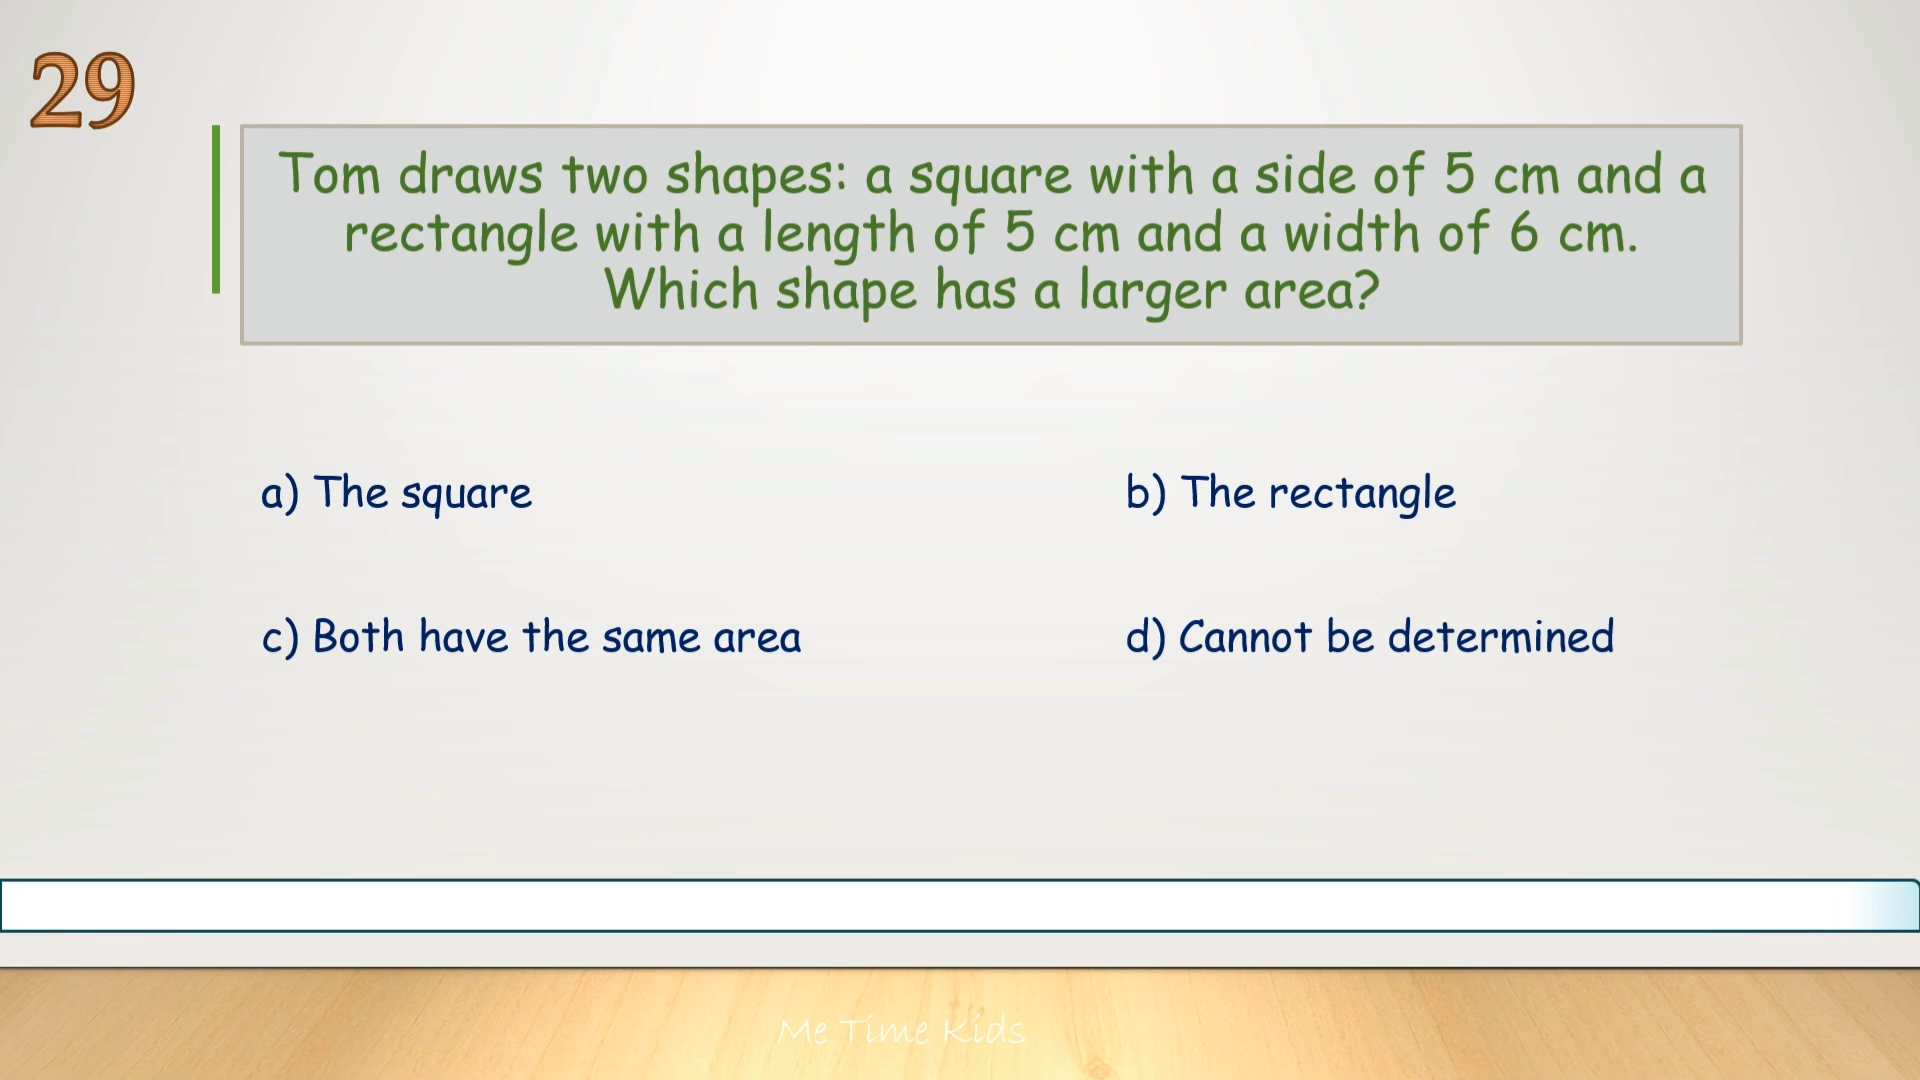 29
Tom draws two shapes: a square with a side of 5 cm and a
rectangle with a length of 5 cm and a width of 6 cm.
Which shape has a larger area?
a) The square
b) The rectangle
c) Both have the same area
d) Cannot be determined
Me Time Kids